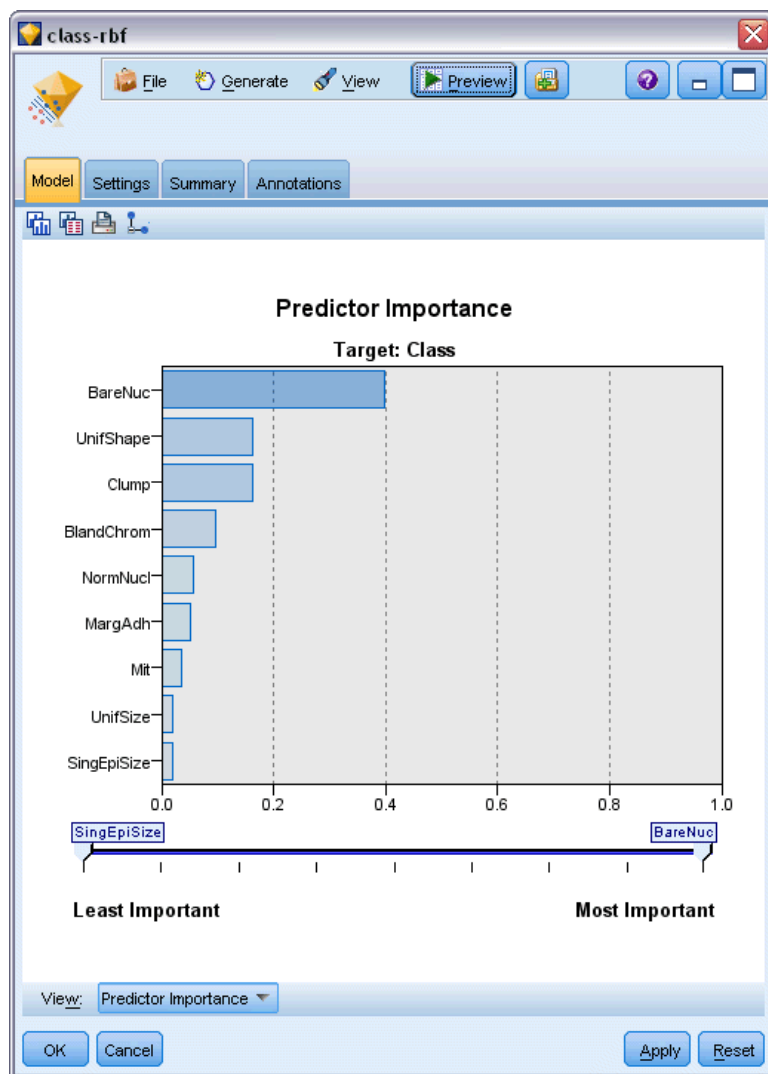 class-rbf
File Generate View Preview
Model Settings Summary Annotations
Predictor Importance
Target: Class
BareNuc
UnifShape
Clump
BlandChrom
NormNucl
MargAdh
Mit
UnifSize
SingEpiSize
0.0 0.2 0.4 0.6 0.8 1.0
SingEpiSize BareNuc
Least Important Most Important
View: Predictor Importance
OK Cancel Apply Reset